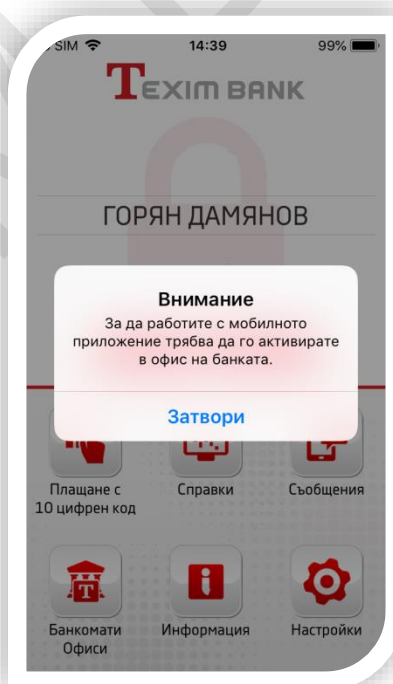 SIM 14:39 99%
TEXIM BANK
ГОРЯН ДАМЯНОВ
Внимание
За да работите с мобилното
приложение трябва да го активирате
в офис на банката.
Затвори
Плащане с
10 цифрен код
Справки
Съобщения
Банкомати
Офиси
Информация
Настройки